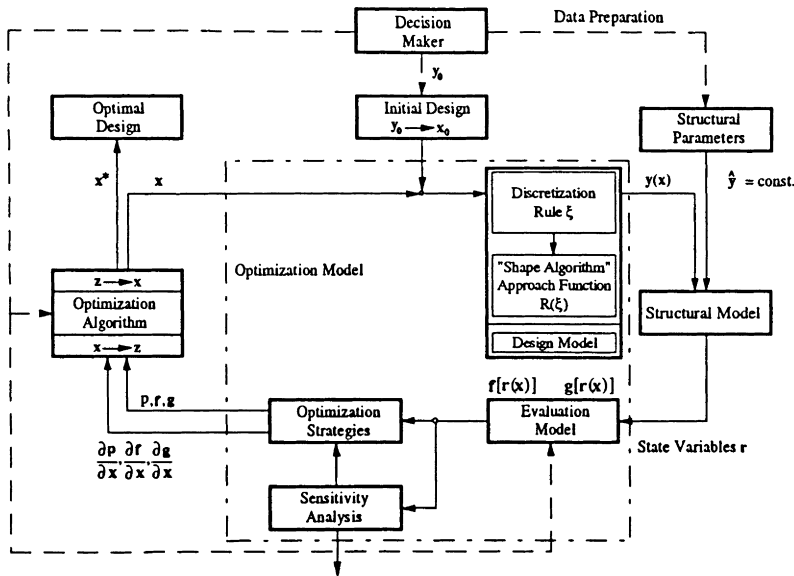 Data Preparation
Decision
Maker
y₀
Optimal
Design
Initial Design
y₀ → x₀
Structural
Parameters
x*
x
Discretization
Rule ξ
y(x)
ŷ = const.
"Shape Algorithm"
Approach Function
R(ξ)
Design Model
Optimization Model
z → x
Optimization
Algorithm
x → z
Structural Model
f[r(x)] g[r(x)]
p,f,g
Optimization
Strategies
Evaluation
Model
State Variables r
∂p/∂x, ∂f/∂x, ∂g/∂x
Sensitivity
Analysis